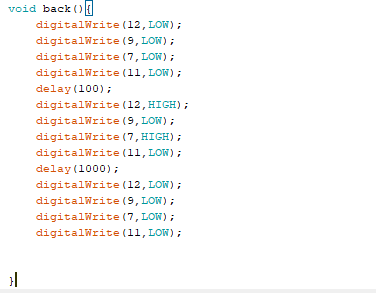 void back(){
digitalWrite(12,LOW);
digitalWrite(9,LOW);
digitalWrite(7,LOW);
digitalWrite(11,LOW);
delay(100);
digitalWrite(12,HIGH);
digitalWrite(9,LOW);
digitalWrite(7,HIGH);
digitalWrite(11,LOW);
delay(1000);
digitalWrite(12,LOW);
digitalWrite(9,LOW);
digitalWrite(7,LOW);
digitalWrite(11,LOW);
}